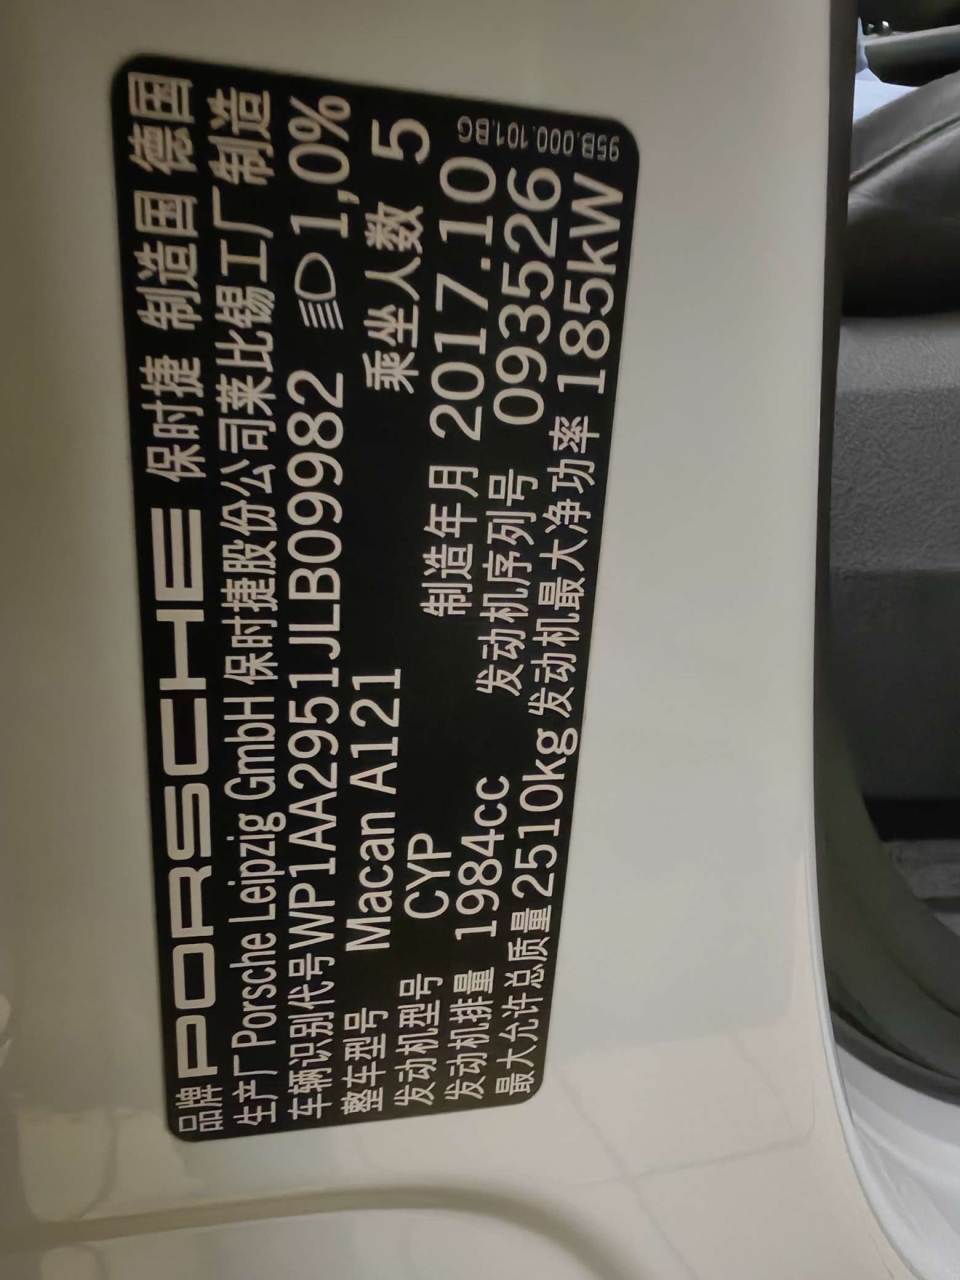 品牌 PORSCHE 保时捷 制造国 德国
生产厂 Porsche Leipzig GmbH 保时捷股份公司莱比锡工厂制造
车辆识别代号 WP1AA2951JLB09982 1,0%
整车型号 Macan A121 乘坐人数 5
发动机型号 CYP 制造年月 2017.10
发动机排量 1984cc 发动机序列号 093526
最大允许总质量 2510kg 发动机最大净功率 185kW
95B.000.101.BG